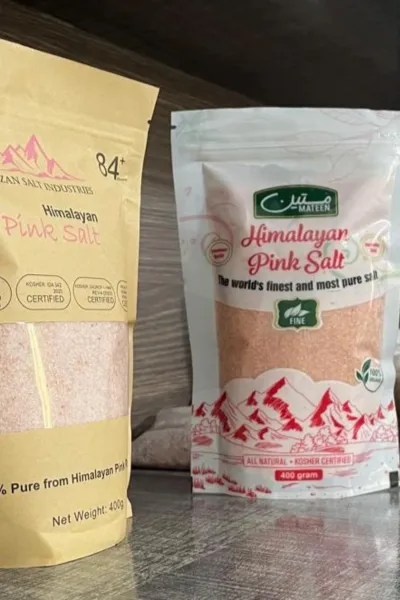 84+
ZAN SALT INDUSTRIES
Himalayan
Pink Salt
CERTIFIED
CERTIFIED
% Pure from Himalayan Pink
Net Weight: 400g
متين
MATEEN
Himalayan
Pink Salt
The world's finest and most pure salt
FINE
100%
ALL NATURAL • KOSHER CERTIFIED
400 gram